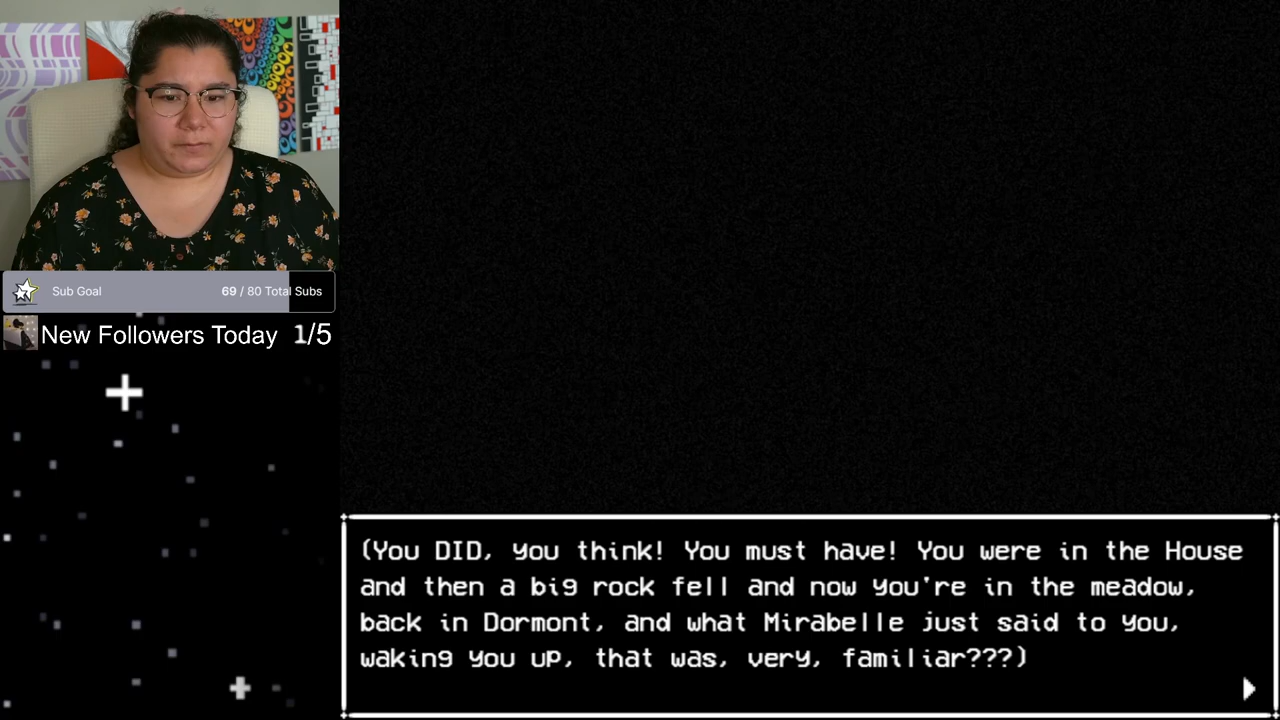 Sub Goal 69 / 80 Total Subs
New Followers Today 1/5
(You DID, you think! You must have! You were in the House
and then a big rock fell and now you're in the meadow,
back in Dormont, and what Mirabelle just said to you,
waking you up, that was, very, familiar???)